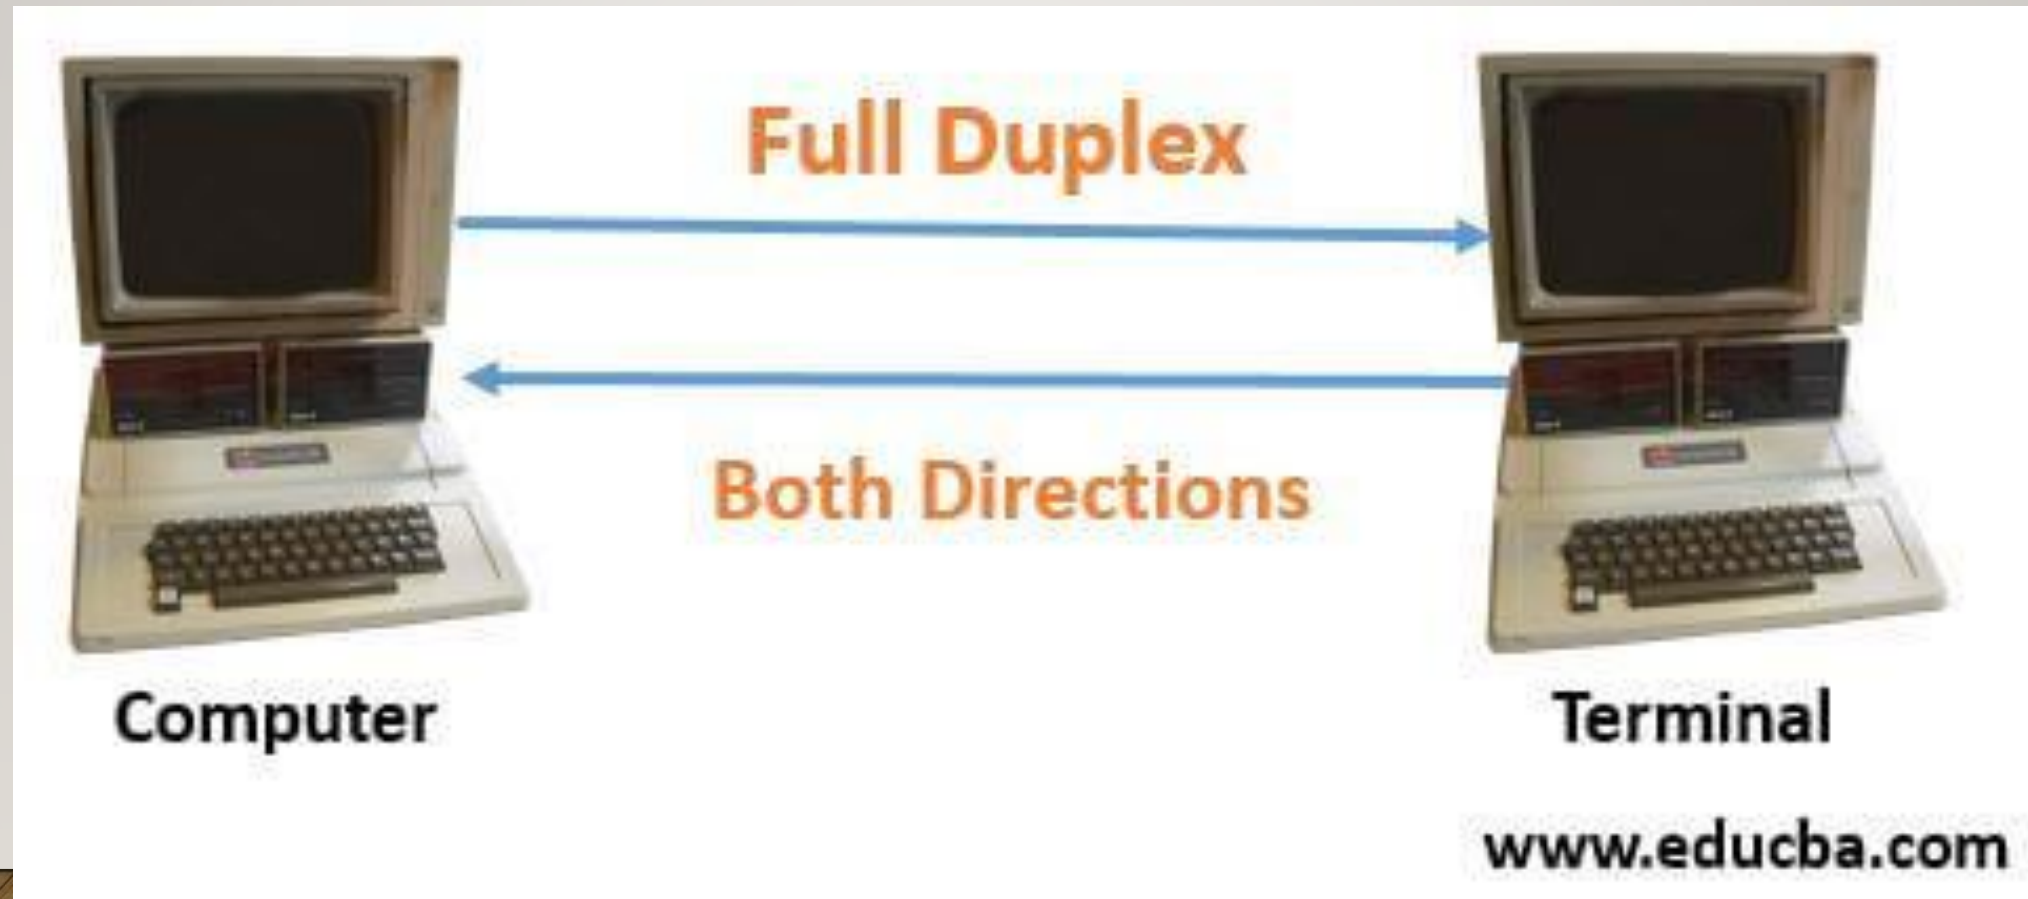 Full Duplex
Both Directions
Computer
Terminal
www.educba.com